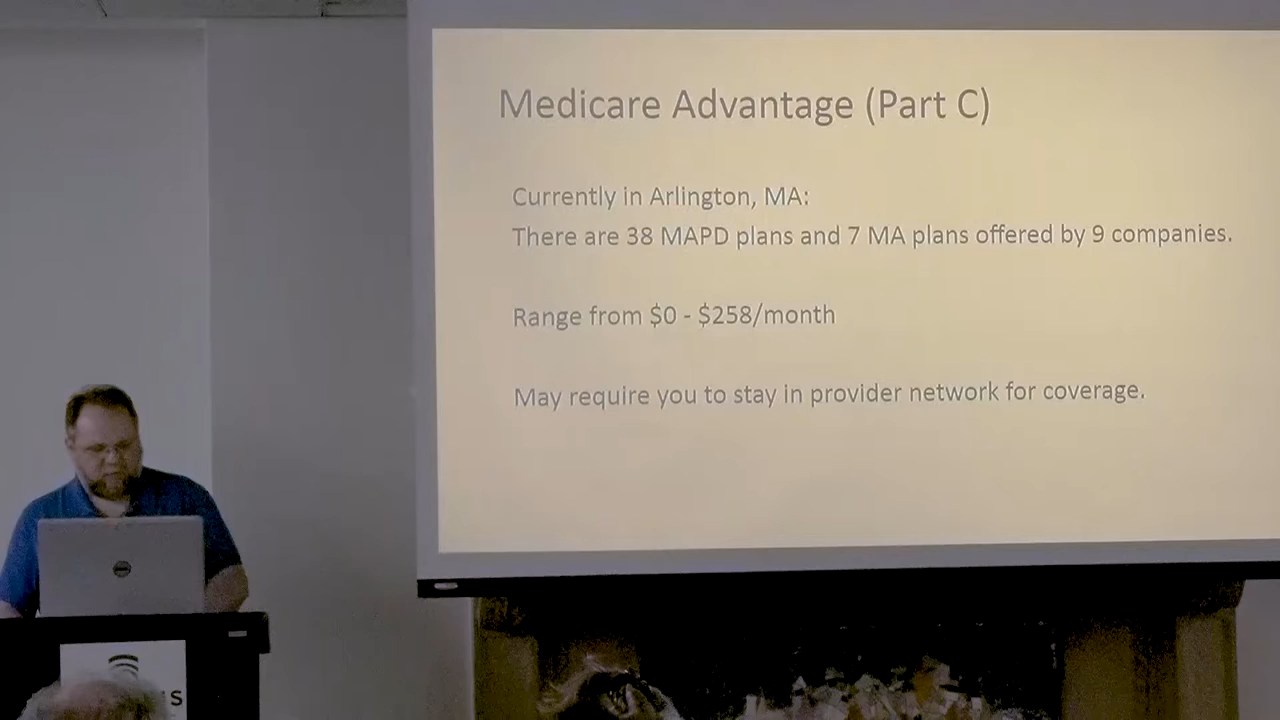 Medicare Advantage (Part C)
Currently in Arlington, MA:
There are 38 MAPD plans and 7 MA plans offered by 9 companies.
Range from $0 - $258/month
May require you to stay in provider network for coverage.